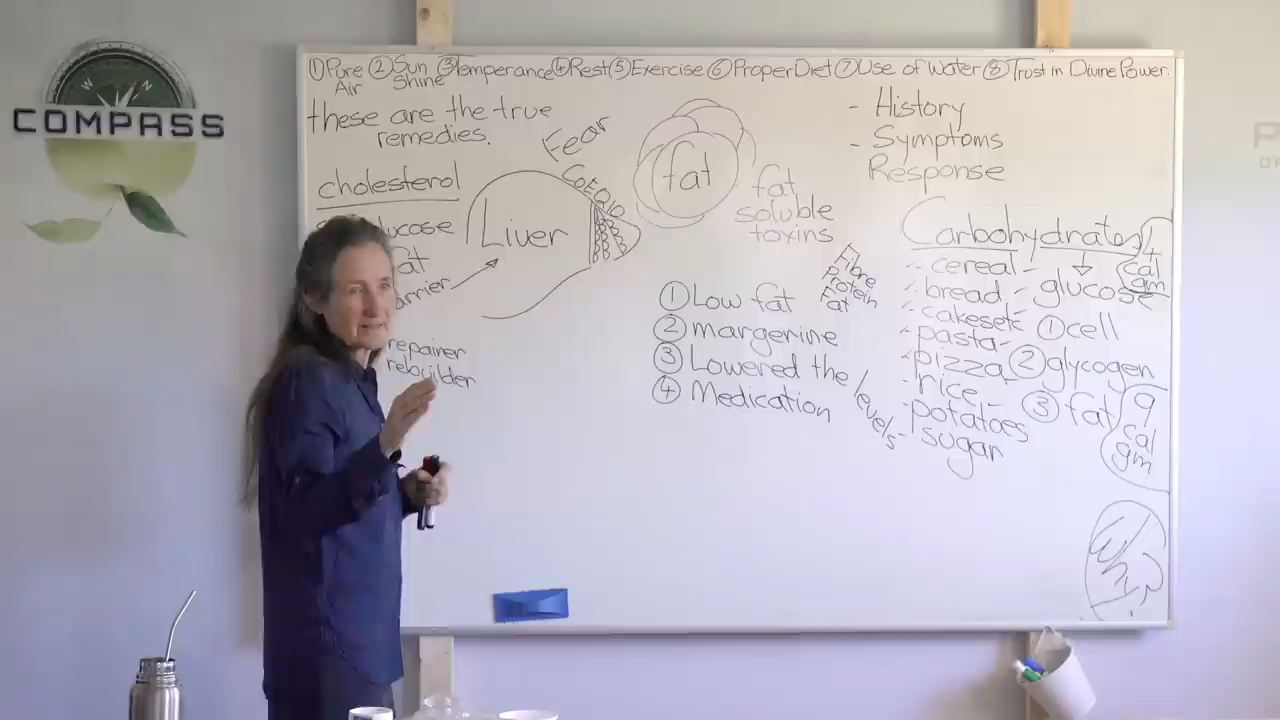 W N
COMPASS
①Pure Air ②Sun Shine ③Temperance ④Rest ⑤Exercise ⑥Proper Diet ⑦Use of Water ⑧Trust in Divine Power.
these are the true
remedies.
cholesterol
repairer
rebuilder
Liver
Fear
CoEQ10
fat
fat
soluble
toxins
① Low fat
② margerine
③ Lowered the levels
④ Medication
- History
- Symptoms
Response
Fibre
Protein
Fat
Carbohydrates
- cereal -
- bread -
- cakesetc
- pasta -
- pizza -
- rice -
- potatoes
- sugar
glucose
① cell
② glycogen
③ fat
4
cal
gm
9
cal
gm
Why?